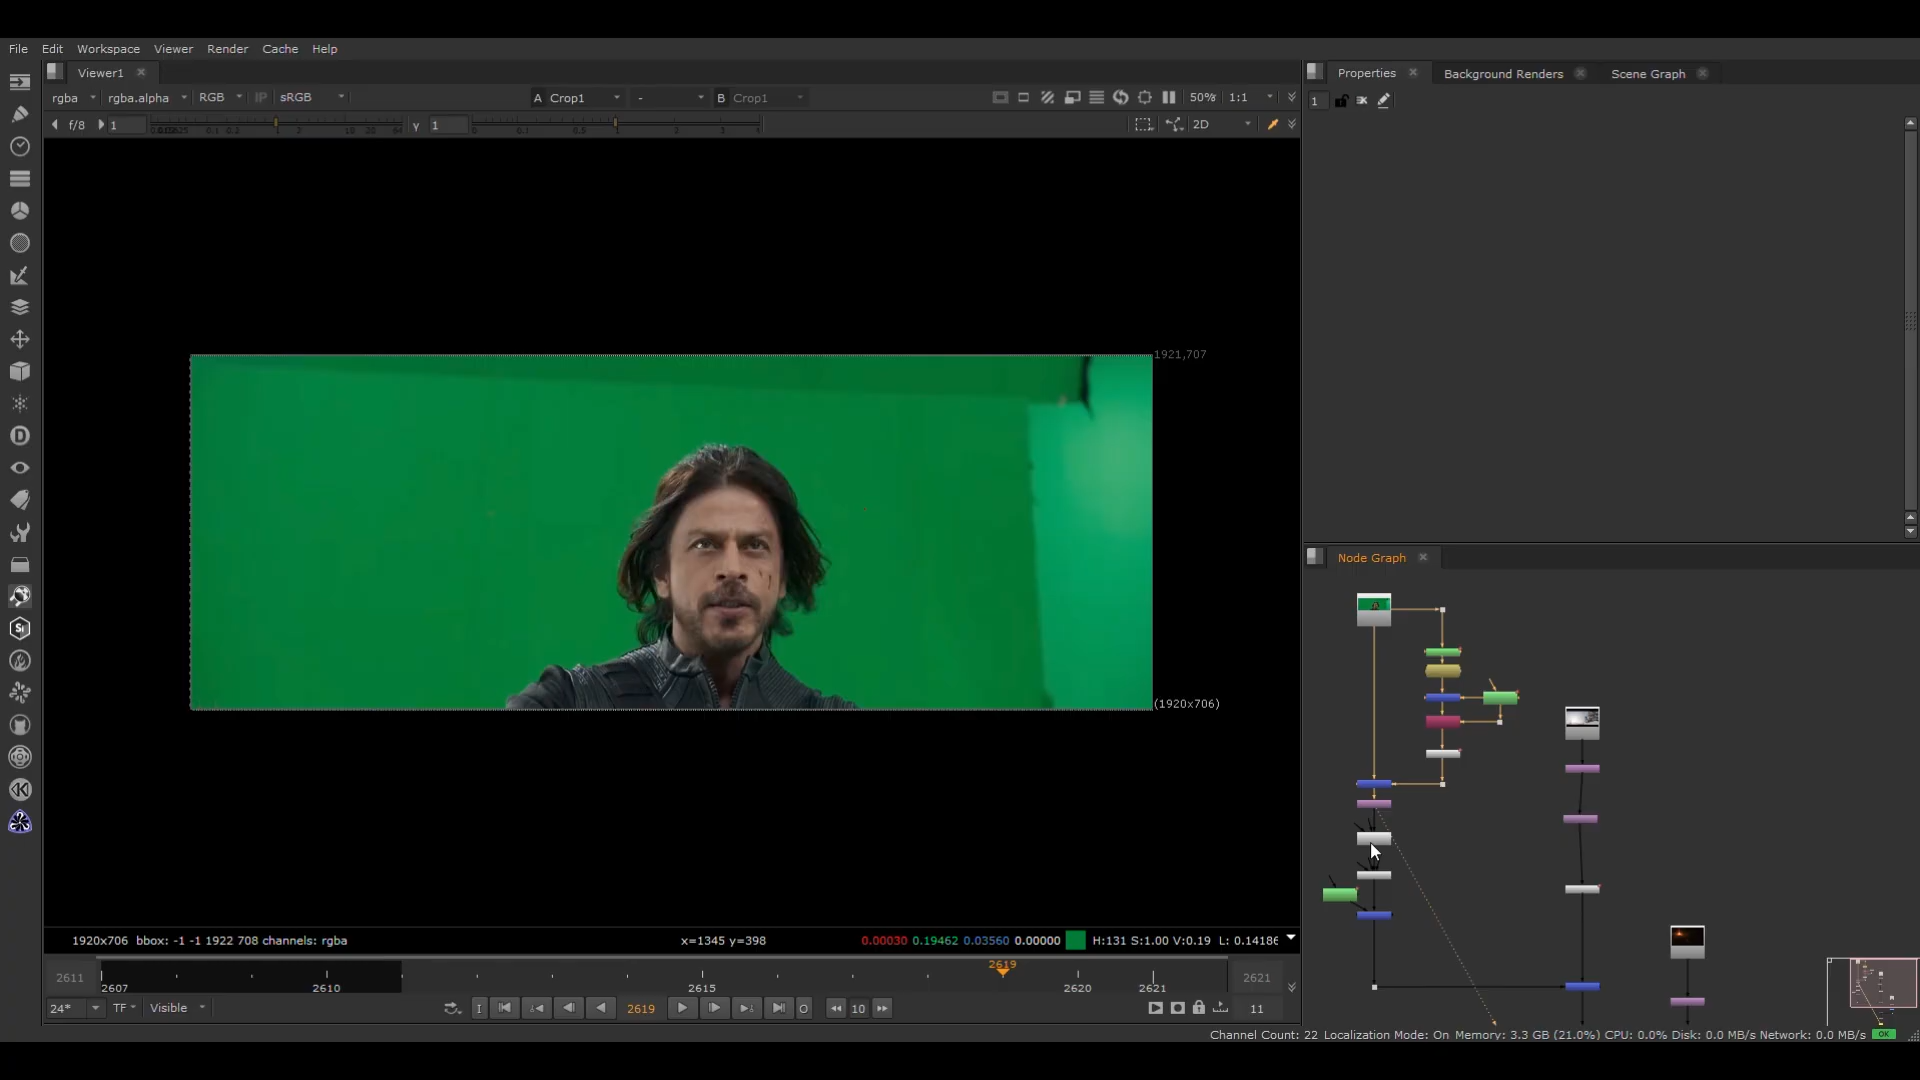 File Edit Workspace Viewer Render Cache Help
Viewer1
Properties Background Renders Scene Graph
rgba rgba.alpha RGB IP sRGB A Crop1 - B Crop1 50% 1:1
1
f/8 1 γ 1 2D
1921,707
(1920x706)
Node Graph
1920x706 bbox: -1 -1 1922 708 channels: rgba x=1345 y=398 0.00030 0.19462 0.03560 0.00000 H:131 S:1.00 V:0.19 L: 0.14186
2611 2619 2621
2607 2610 2615 2620 2621
24* TF Visible I 2619 O 10 11
Channel Count: 22 Localization Mode: On Memory: 3.3 GB (21.0%) CPU: 0.0% Disk: 0.0 MB/s Network: 0.0 MB/s OK